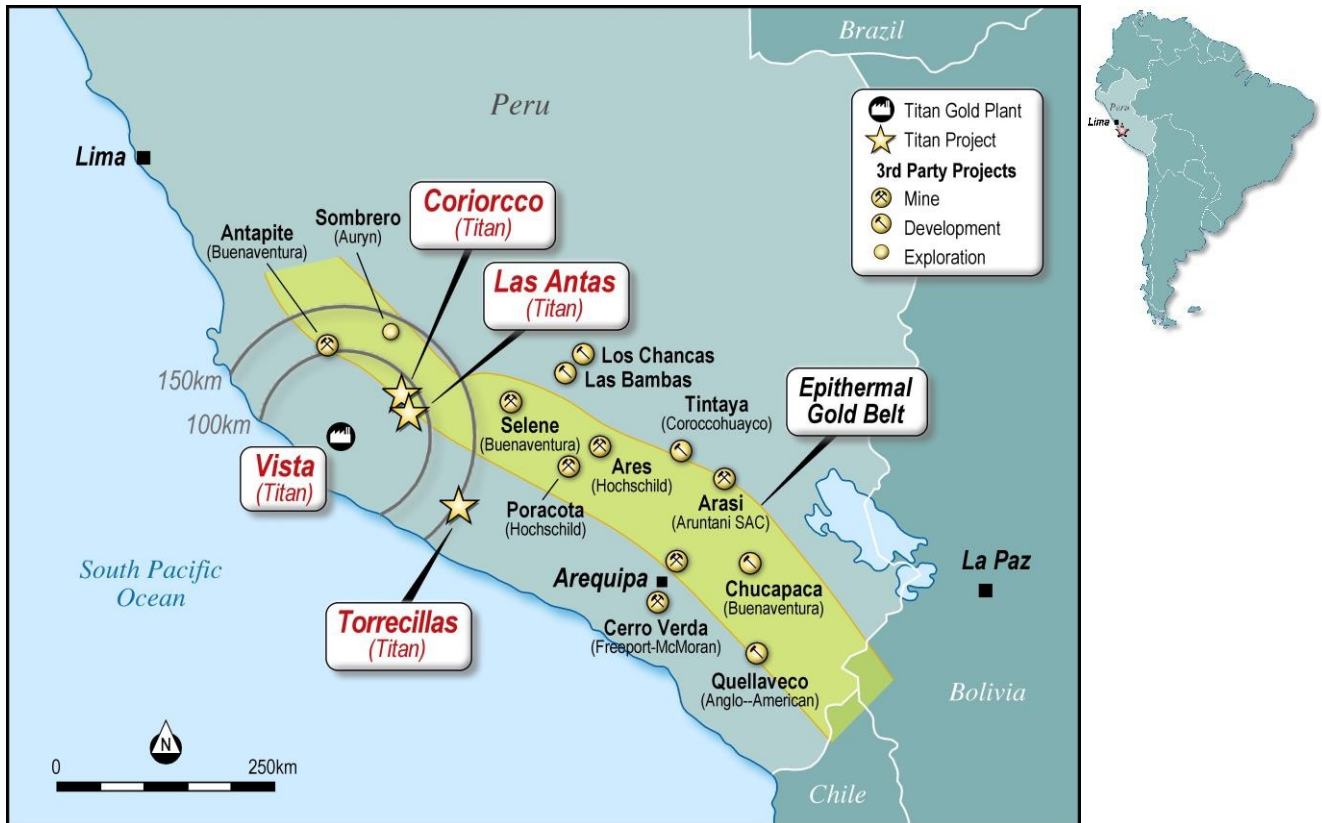 Brazil
Peru
Titan Gold Plant
Titan Project
3rd Party Projects
Mine
Development
Exploration
Lima
Coriorcco
(Titan)
Sombrero
(Auryn)
Antapite
(Buenaventura)
Las Antas
(Titan)
150km
100km
Los Chancas
Las Bambas
Epithermal
Gold Belt
Tintaya
(Coroccohuayco)
Selene
(Buenaventura)
Ares
(Hochschild)
Vista
(Titan)
Poracota
(Hochschild)
Arasi
(Aruntani SAC)
South Pacific
Ocean
Arequipa
Chucapaca
(Buenaventura)
La Paz
Torrecillas
(Titan)
Cerro Verda
(Freeport-McMoran)
Quellaveco
(Anglo--American)
Bolivia
N
0 250km
Chile
Peru
Lima